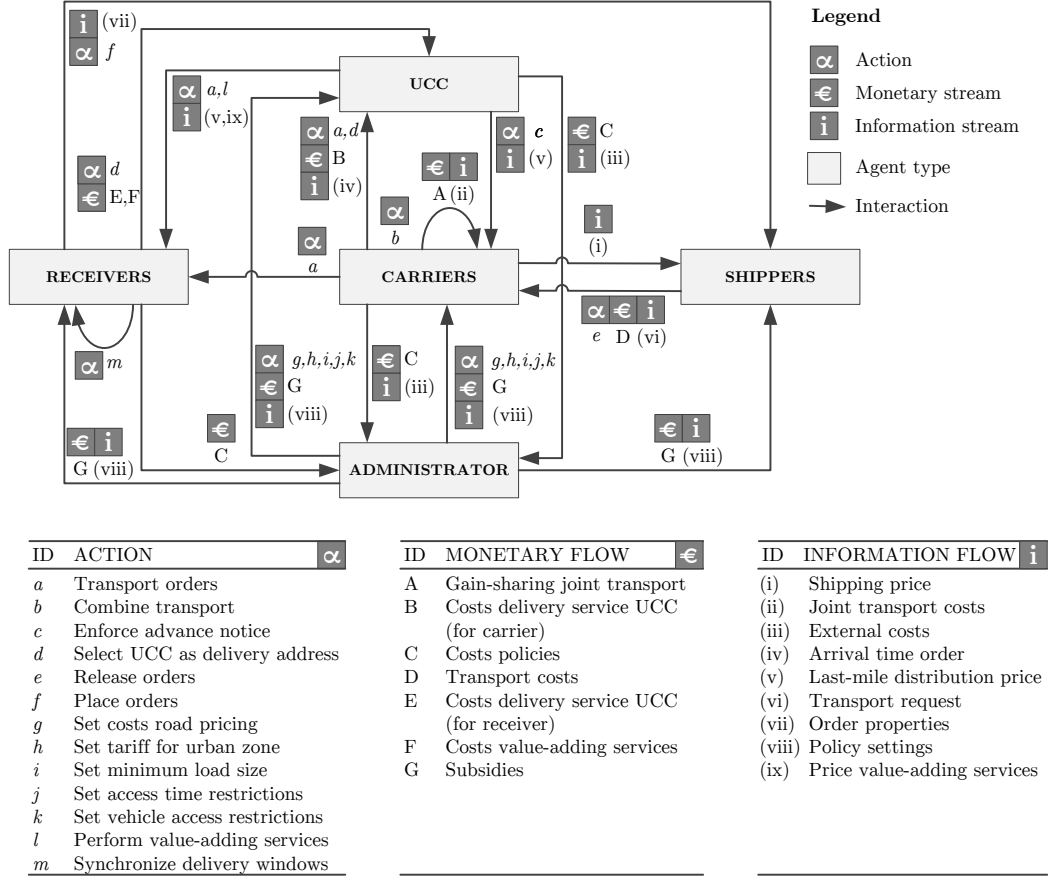 i (vii)
α f
Legend
α Action
€ Monetary stream
i Information stream
Agent type
Interaction
UCC
α a,l
i (v,ix)
α a,d
€ B
i (iv)
α c
i (v)
€ C
i (iii)
α d
€ E,F
€ i
A (ii)
α
b
α
a
i
(i)
RECEIVERS
CARRIERS
SHIPPERS
α € i
e D (vi)
α m
α g,h,i,j,k
€ G
i (viii)
€ C
i (iii)
α g,h,i,j,k
€ G
i (viii)
€ i
G (viii)
€
C
€ i
G (viii)
ADMINISTRATOR
ID ACTION α
a Transport orders
b Combine transport
c Enforce advance notice
d Select UCC as delivery address
e Release orders
f Place orders
g Set costs road pricing
h Set tariff for urban zone
i Set minimum load size
j Set access time restrictions
k Set vehicle access restrictions
l Perform value-adding services
m Synchronize delivery windows
ID MONETARY FLOW €
A Gain-sharing joint transport
B Costs delivery service UCC
(for carrier)
C Costs policies
D Transport costs
E Costs delivery service UCC
(for receiver)
F Costs value-adding services
G Subsidies
ID INFORMATION FLOW i
(i) Shipping price
(ii) Joint transport costs
(iii) External costs
(iv) Arrival time order
(v) Last-mile distribution price
(vi) Transport request
(vii) Order properties
(viii) Policy settings
(ix) Price value-adding services